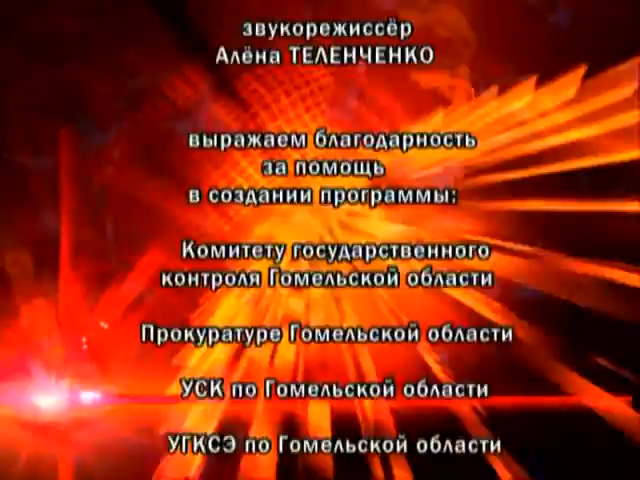 звукорежиссёр
Алёна ТЕЛЕНЧЕНКО
выражаем благодарность
за помощь
в создании программы:
Комитету государственного
контроля Гомельской области
Прокуратуре Гомельской области
УСК по Гомельской области
УГКСЭ по Гомельской области